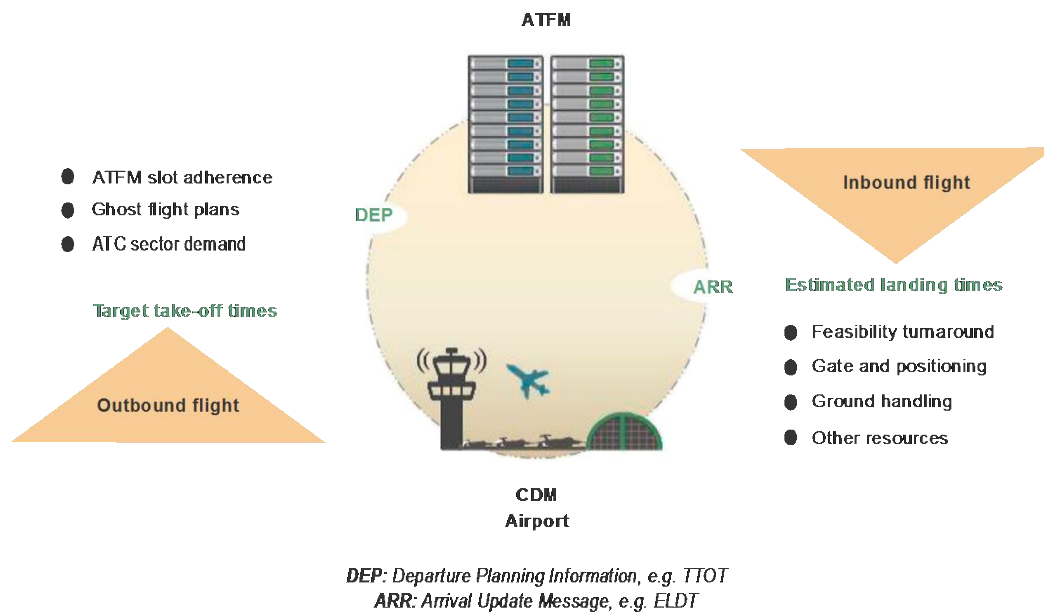 ATFM
ATFM slot adherence
Ghost flight plans
ATC sector demand
DEP
Target take-off times
Outbound flight
Inbound flight
ARR
Estimated landing times
Feasibility turnaround
Gate and positioning
Ground handling
Other resources
CDM
Airport
DEP: Departure Planning Information, e.g. TTOT
ARR: Arrival Update Message, e.g. ELDT